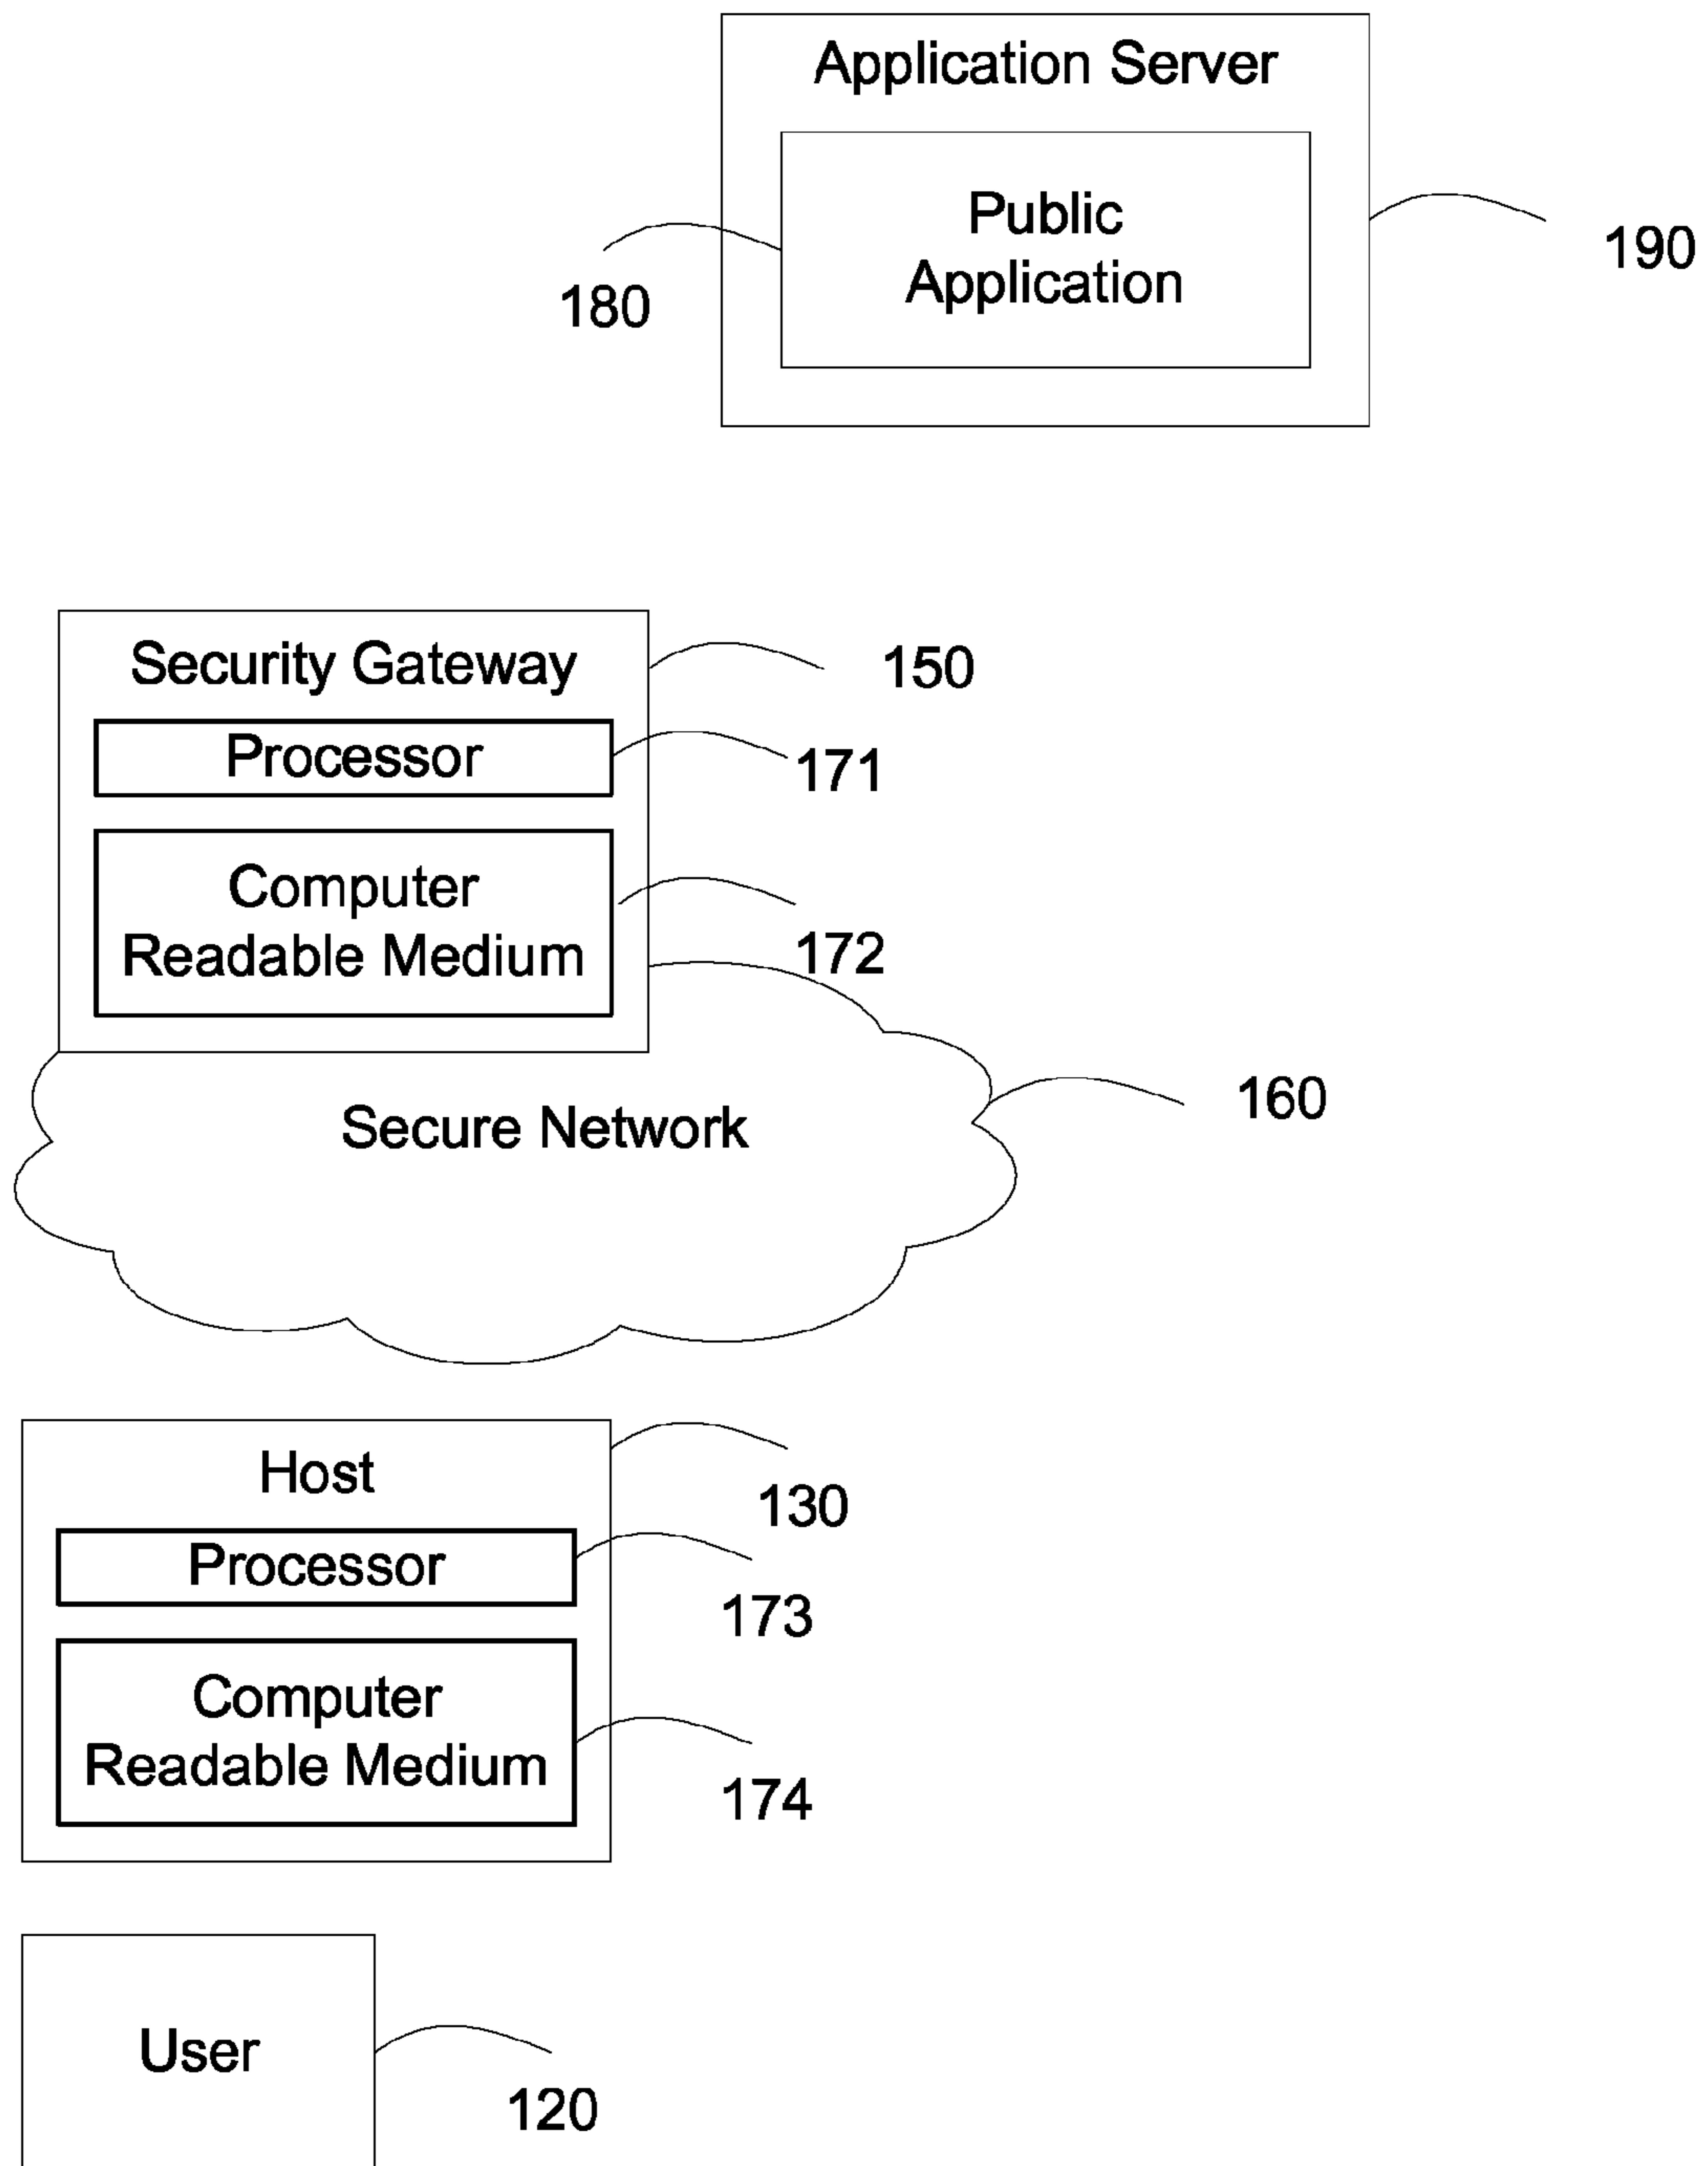 Application Server
Public
Application
190
180
Security Gateway
150
Processor
171
Computer
Readable Medium
172
Secure Network
160
Host
130
Processor
173
Computer
Readable Medium
174
User
120